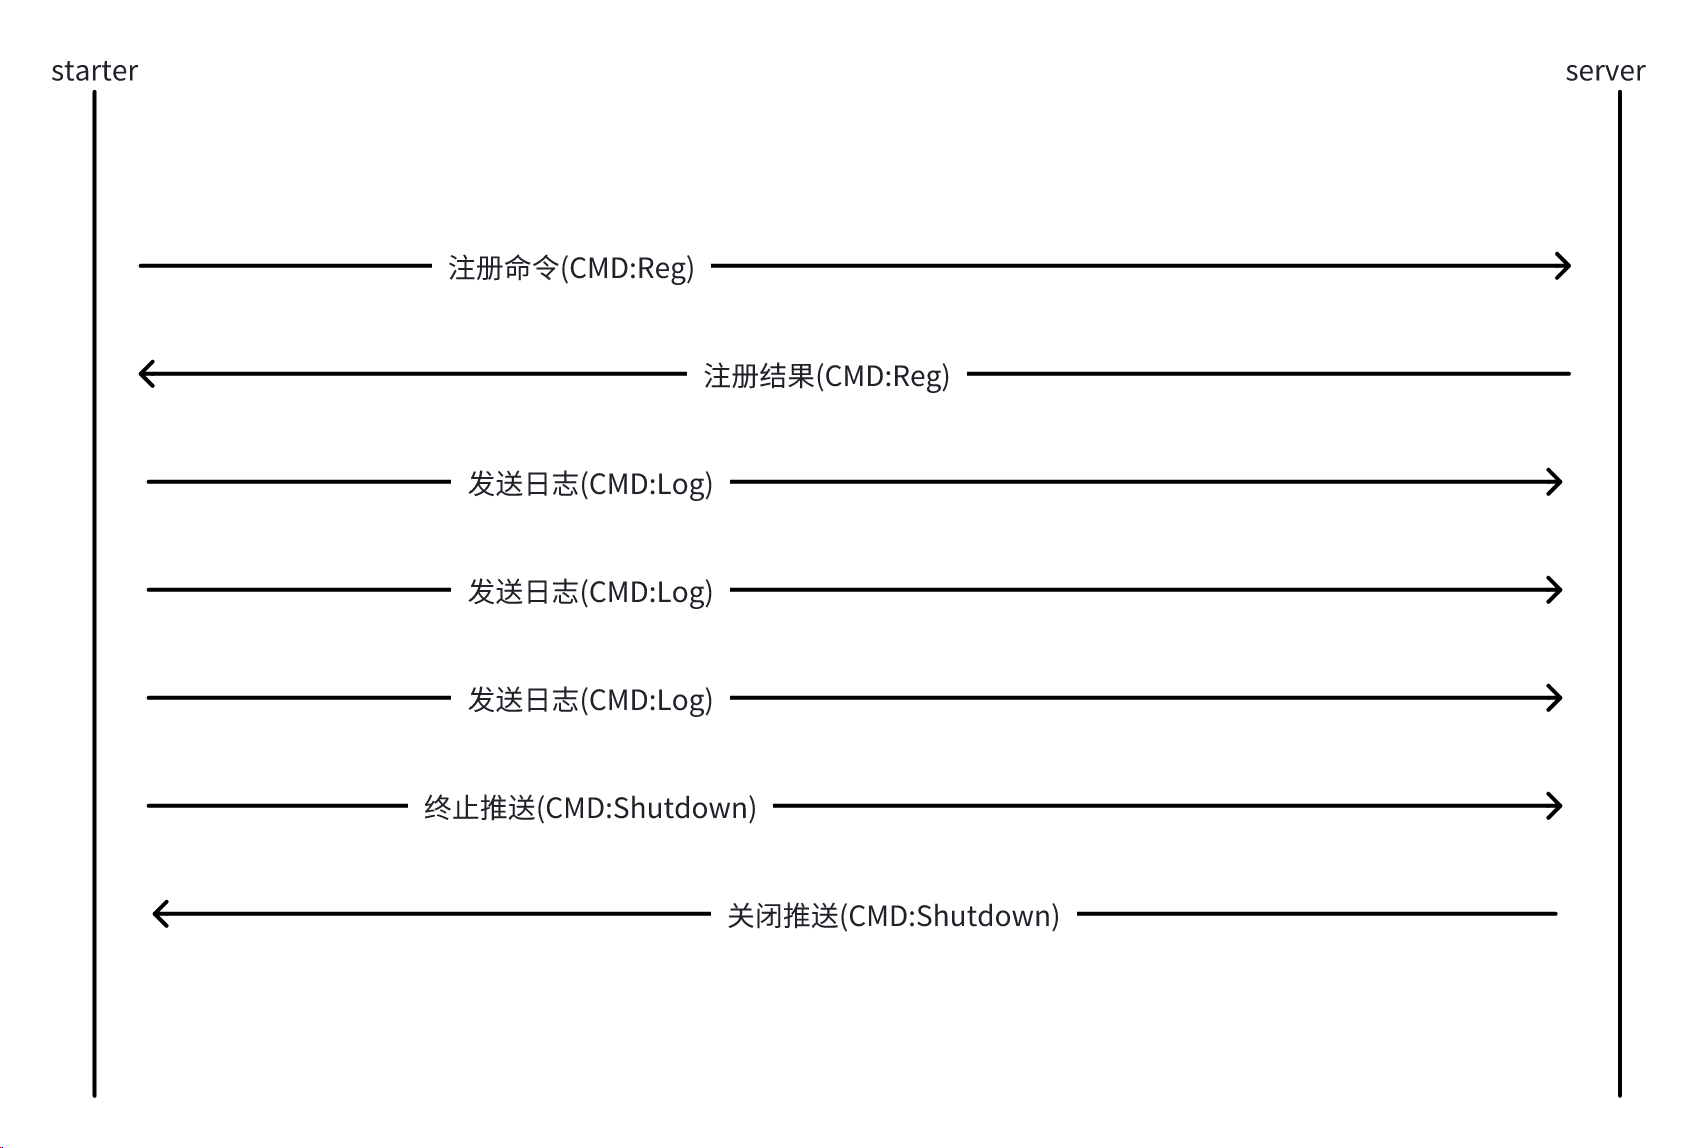 starter
server
注册命令(CMD:Reg)
注册结果(CMD:Reg)
发送日志(CMD:Log)
发送日志(CMD:Log)
发送日志(CMD:Log)
终止推送(CMD:Shutdown)
关闭推送(CMD:Shutdown)